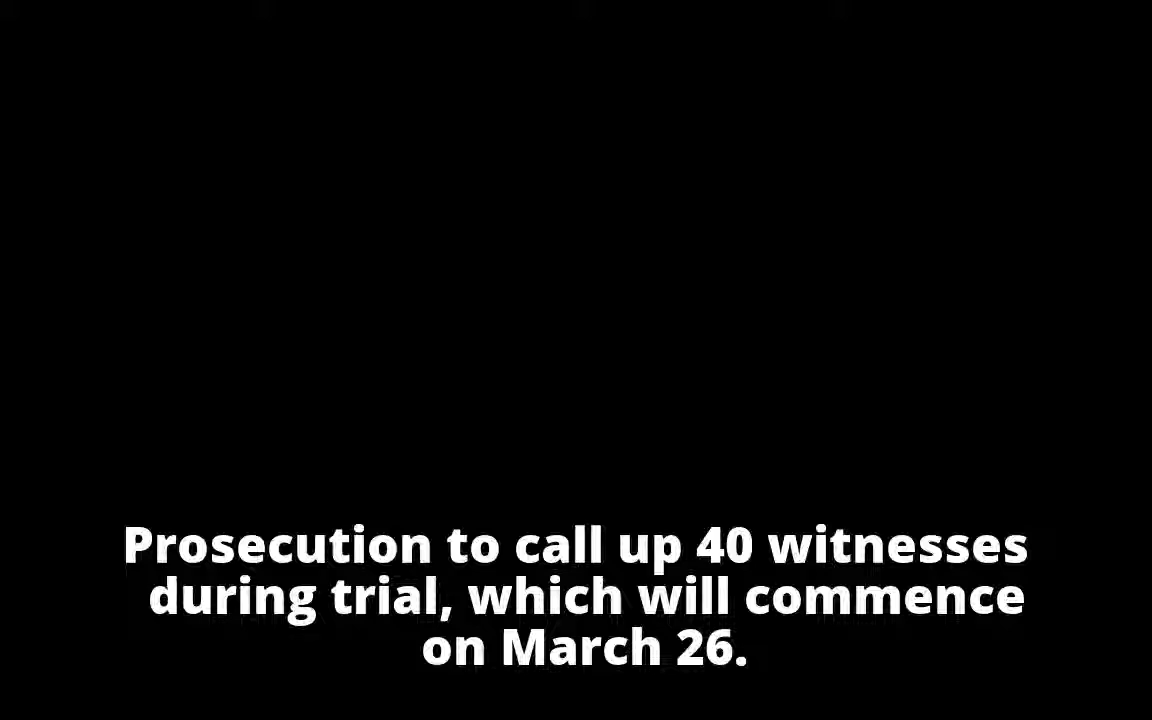 Prosecution to call up 40 witnesses
during trial, which will commence
on March 26.